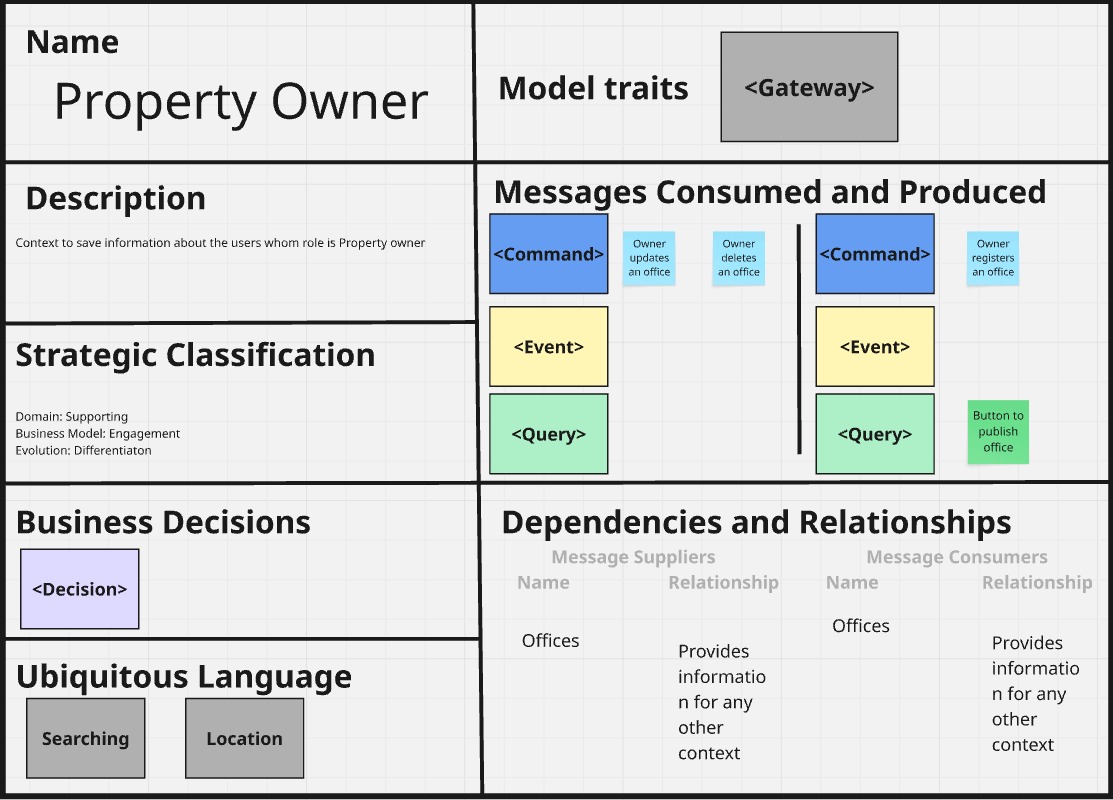 Name
Property Owner
Model traits
<Gateway>
Description
Context to save information about the users whom role is Property owner
Strategic Classification
Domain: Supporting
Business Model: Engagement
Evolution: Differentiaton
Messages Consumed and Produced
<Command>
Owner
updates
an office
Owner
deletes
an office
<Command>
Owner
registers
an office
<Event>
<Event>
<Query>
<Query>
Button to
publish
office
Business Decisions
<Decision>
Ubiquitous Language
Searching
Location
Dependencies and Relationships
Message Suppliers
Message Consumers
Name
Relationship
Name
Relationship
Offices
Provides
informatio
n for any
other
context
Offices
Provides
informatio
n for any
other
context